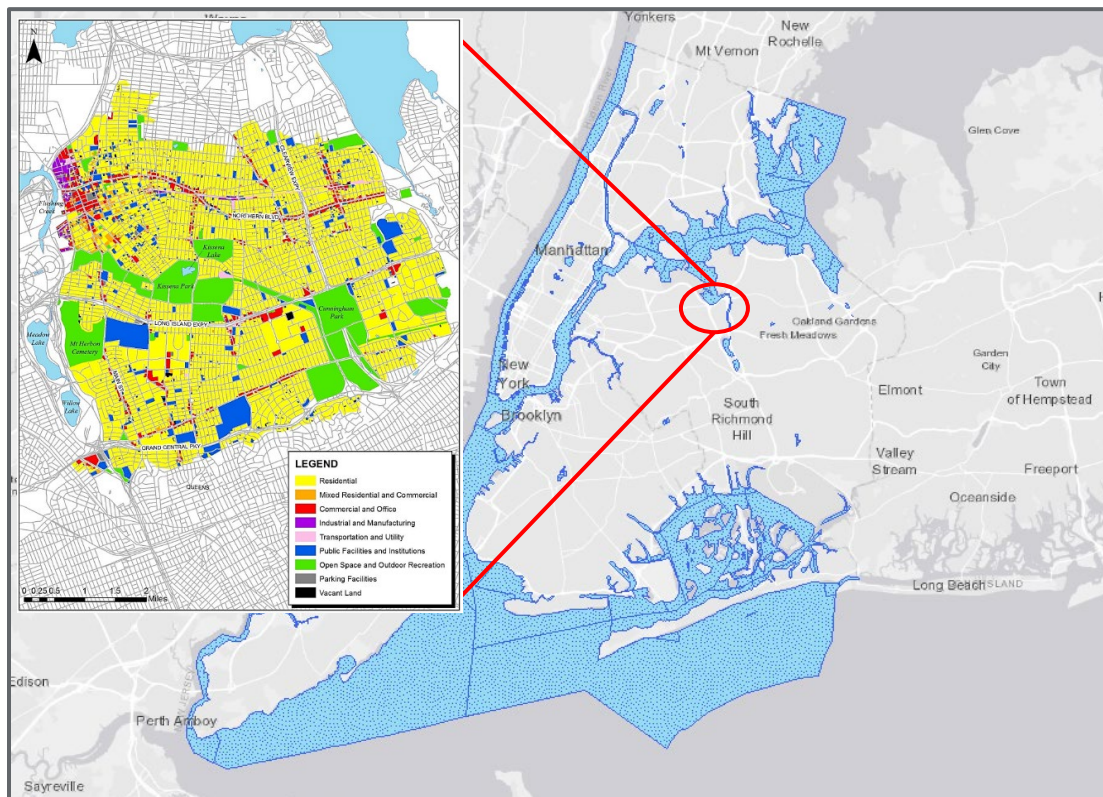 N
Flushing
Creek
CLEARVIEW EXPY
NORTHERN BLVD
Kissena
Lake
Kissena Park
LONG ISLAND EXPY
Cunningham
Park
Meadow
Lake
Mt Hebron
Cemetery
MAIN ST
Willow
Lake
GRAND CENTRAL PKY
QUEENS
LEGEND
Residential
Mixed Residential and Commercial
Commercial and Office
Industrial and Manufacturing
Transportation and Utility
Public Facilities and Institutions
Open Space and Outdoor Recreation
Parking Facilities
Vacant Land
0 0.25 0.5 1 1.5 2
Miles
Yonkers
New
Rochelle
Mt Vernon
Glen Cove
Manhattan
Oakland Gardens
Fresh Meadows
Garden
City
New
York
Elmont
Town
of Hempstead
Brooklyn
South
Richmond
Hill
Valley
Stream
Freeport
Oceanside
Long Beach
ISLAND
Edison
Perth Amboy
Sayreville